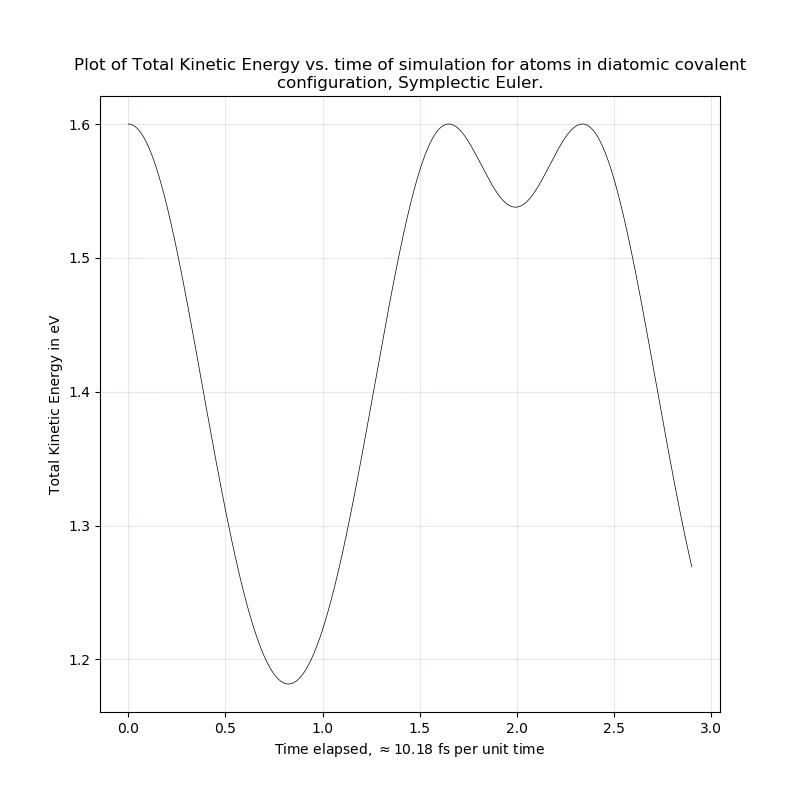 Plot of Total Kinetic Energy vs. time of simulation for atoms in diatomic covalent
configuration, Symplectic Euler.
1.6
1.5
1.4
1.3
1.2
Total Kinetic Energy in eV
0.0 0.5 1.0 1.5 2.0 2.5 3.0
Time elapsed, ≈10.18 fs per unit time